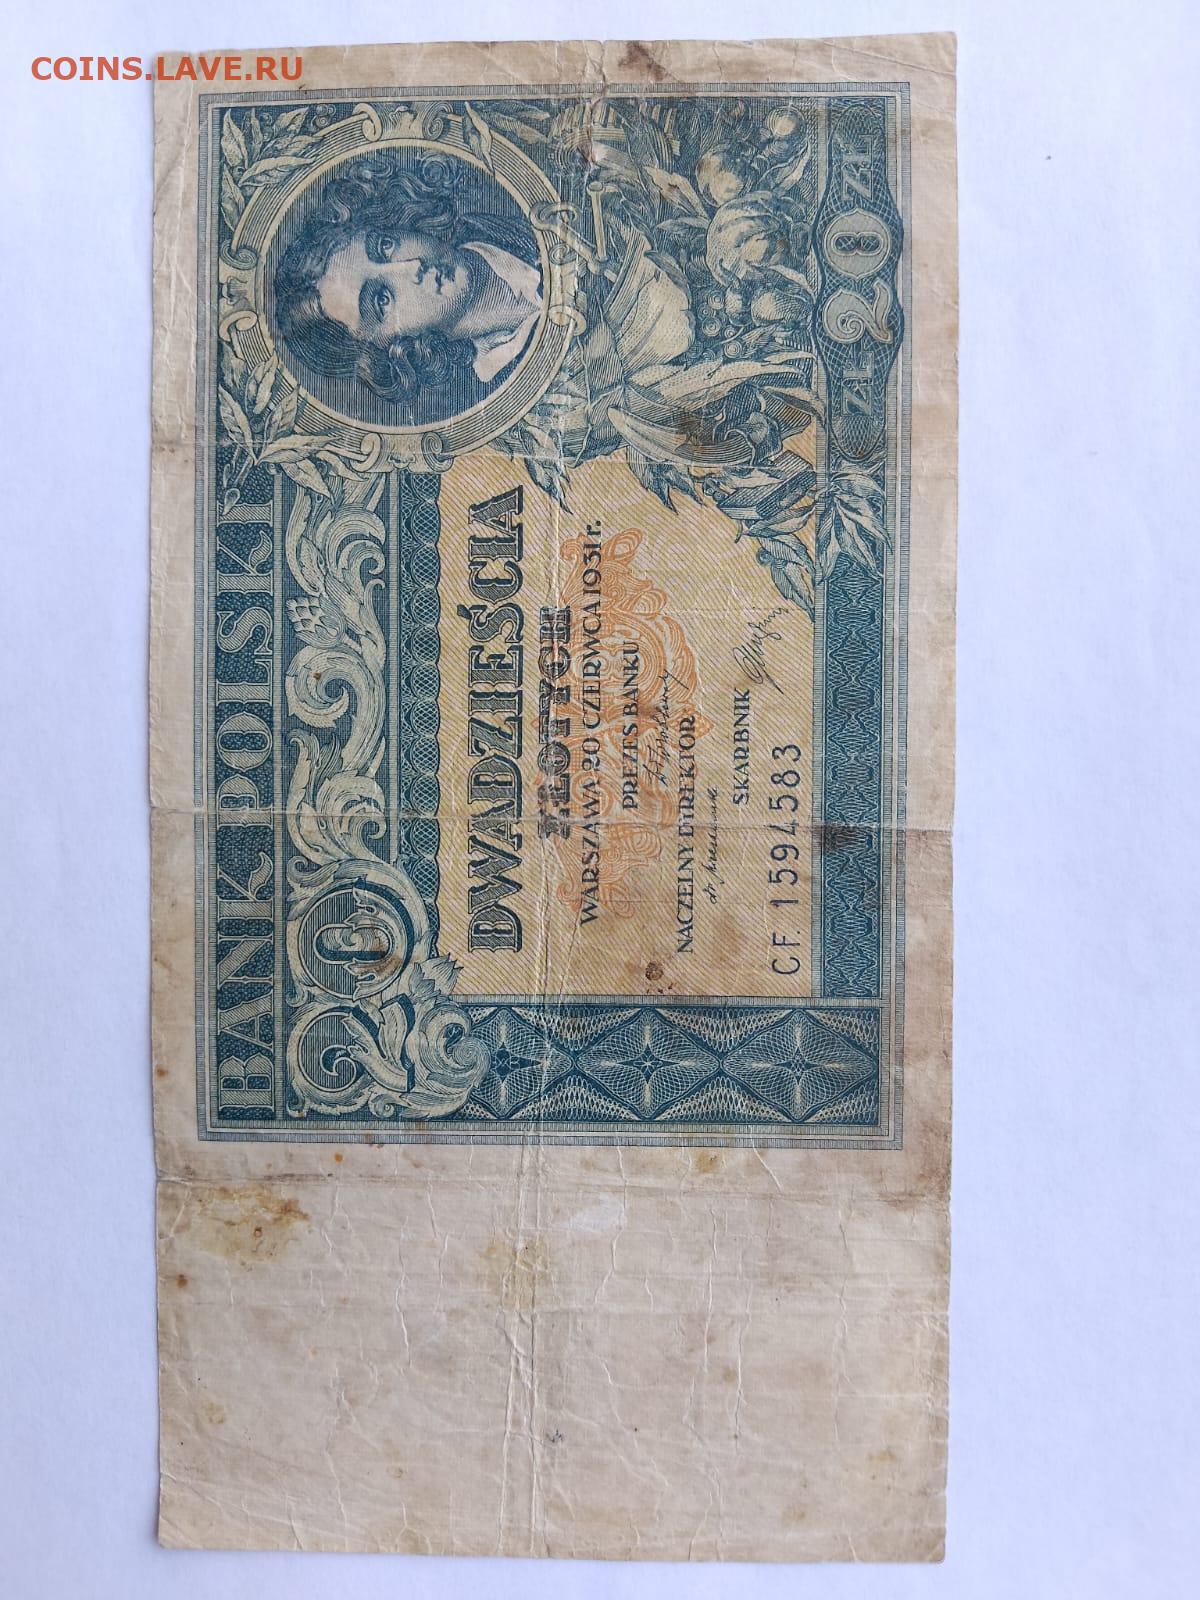 COINS.LAVE.RU
BANK POLSKI
20
DWADZIEŚCIA
ZŁOTYCH
WARSZAWA 20 CZERWCA 1931 r.
PREZES BANKU
NACZELNY DYREKTOR
SKARBNIK
CF. 1594583
ZŁ 20 ZŁ